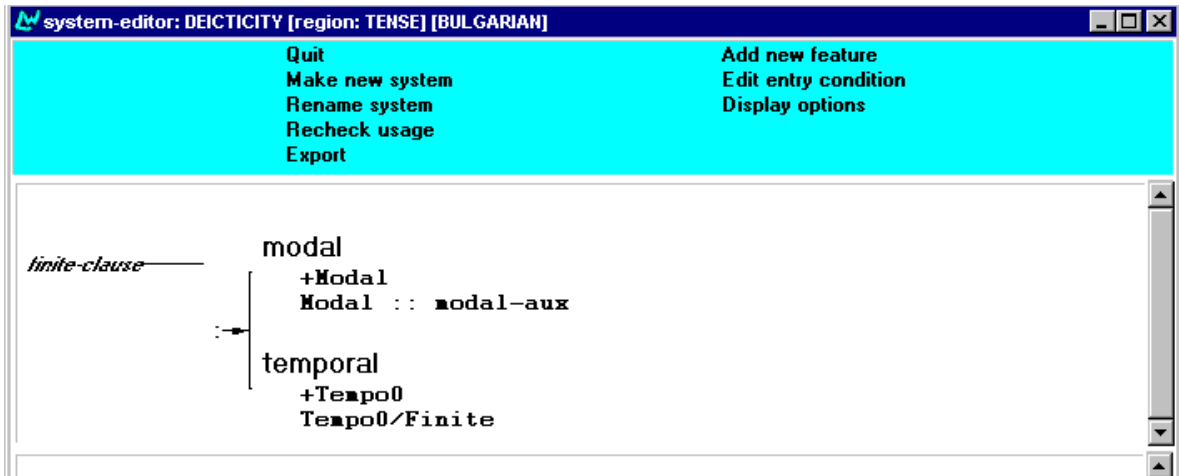 system-editor: DEICTICITY [region: TENSE] [BULGARIAN]
Quit
Make new system
Rename system
Recheck usage
Export
Add new feature
Edit entry condition
Display options
finite-clause
modal
+Modal
Modal :: modal-aux
temporal
+Tempo0
Tempo0/Finite